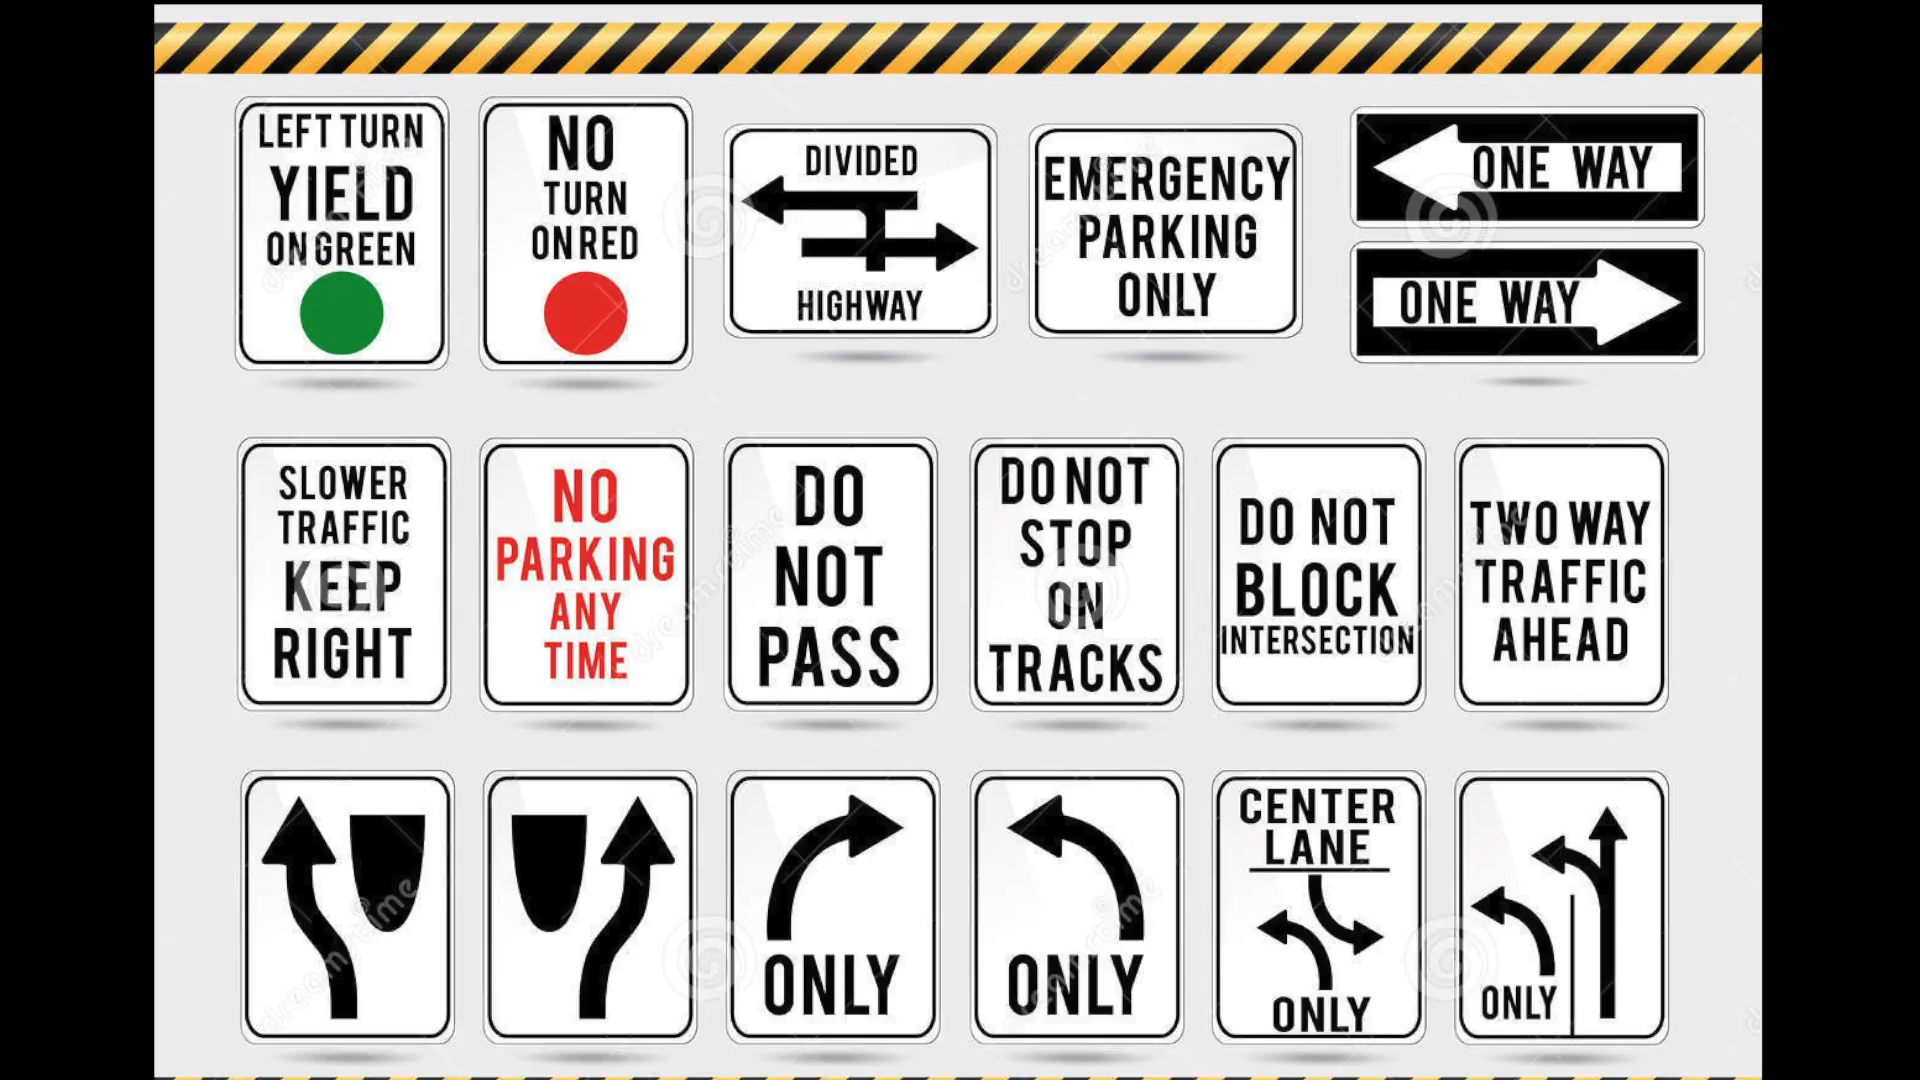 LEFT TURN
YIELD
ON GREEN
NO
TURN
ON RED
DIVIDED
HIGHWAY
EMERGENCY
PARKING
ONLY
ONE WAY
ONE WAY
SLOWER
TRAFFIC
KEEP
RIGHT
NO
PARKING
ANY
TIME
DO
NOT
PASS
DO NOT
STOP
ON
TRACKS
DO NOT
BLOCK
INTERSECTION
TWO WAY
TRAFFIC
AHEAD
ONLY
ONLY
CENTER
LANE
ONLY
ONLY
dreamstime